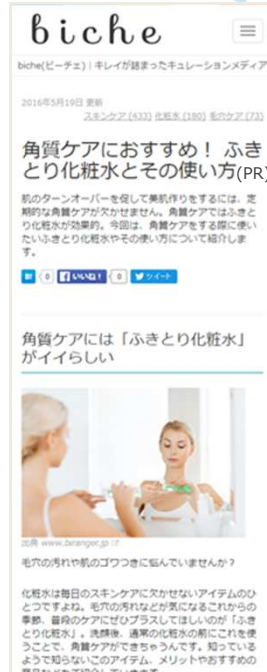 biche
biche(ビーチェ) | キレイが詰まったキュレーションメディア
2016年5月19日 更新
スキンケア (433) 化粧水 (180) 毛穴ケア (73)
角質ケアにおすすめ！ ふき
とり化粧水とその使い方(PR)
肌のターンオーバーを促して美肌作りをするには、定
期的な角質ケアが欠かせません。角質ケアではふきと
り化粧水が効果的。今回は、角質ケアをする際に使い
たいふきとり化粧水やその使い方について紹介しま
す。
B! 0 いいね！ 0 ツイート
角質ケアには「ふきとり化粧水」
がイイらしい
出典 www.biranger.jp
毛穴の汚れや肌のゴワつきに悩んでいませんか？
化粧水は毎日のスキンケアに欠かせないアイテムのひ
とつですよね。毛穴の汚れなどが気になるこれからの
季節、普段のケアにぜひプラスしてほしいのが「ふき
とり化粧水」。洗顔後、通常の化粧水の前にこれを使
うことで、角質ケアができちゃうんです。知っている
ようで知らないこのアイテム、メリットやおすすめの